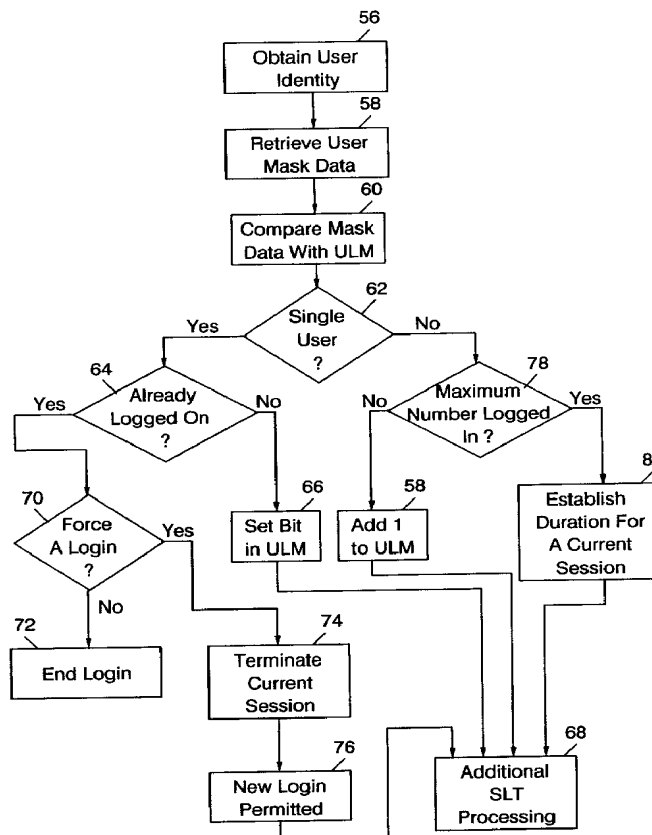 56
Obtain User
Identity
58
Retrieve User
Mask Data
60
Compare Mask
Data With ULM
62
Single
User
?
Yes
No
64
Already
Logged On
?
Yes
No
78
Maximum
Number Logged
In ?
No
Yes
70
Force
A Login
?
Yes
No
66
Set Bit
in ULM
58
Add 1
to ULM
8
Establish
Duration For
A Current
Session
72
End Login
74
Terminate
Current
Session
76
New Login
Permitted
68
Additional
SLT
Processing